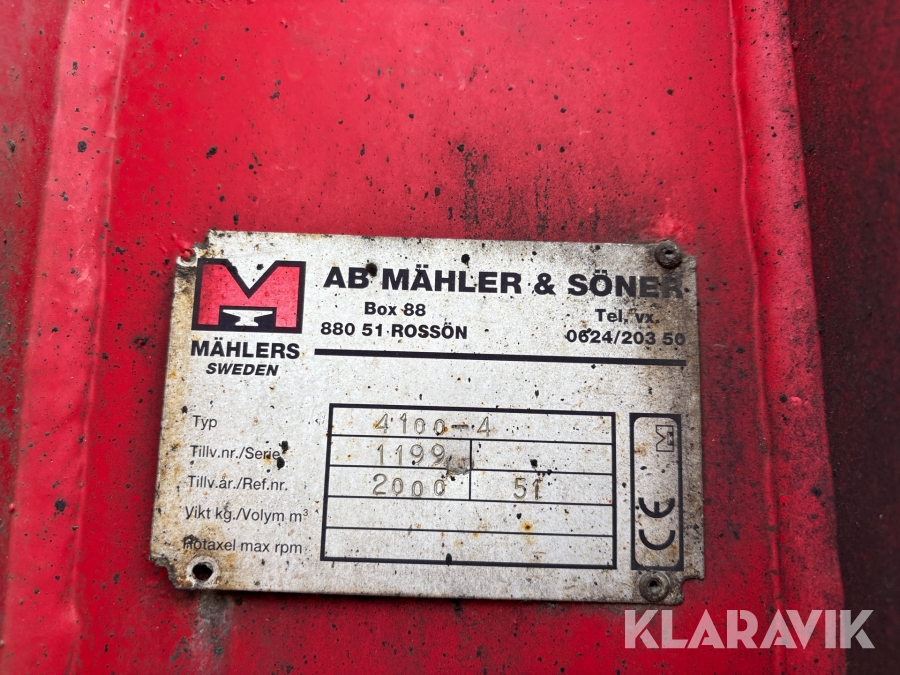 AB MÄHLER & SÖNER
Box 88
880 51 ROSSÖN
Tel. vx.
0624/203 50
MÄHLERS
SWEDEN
Typ 4100-4
Tillv.nr./Serie 1199
Tillv.år./Ref.nr. 2000 51
Vikt kg./Volym m³
Rotaxel max rpm
CE
KLARAVIK